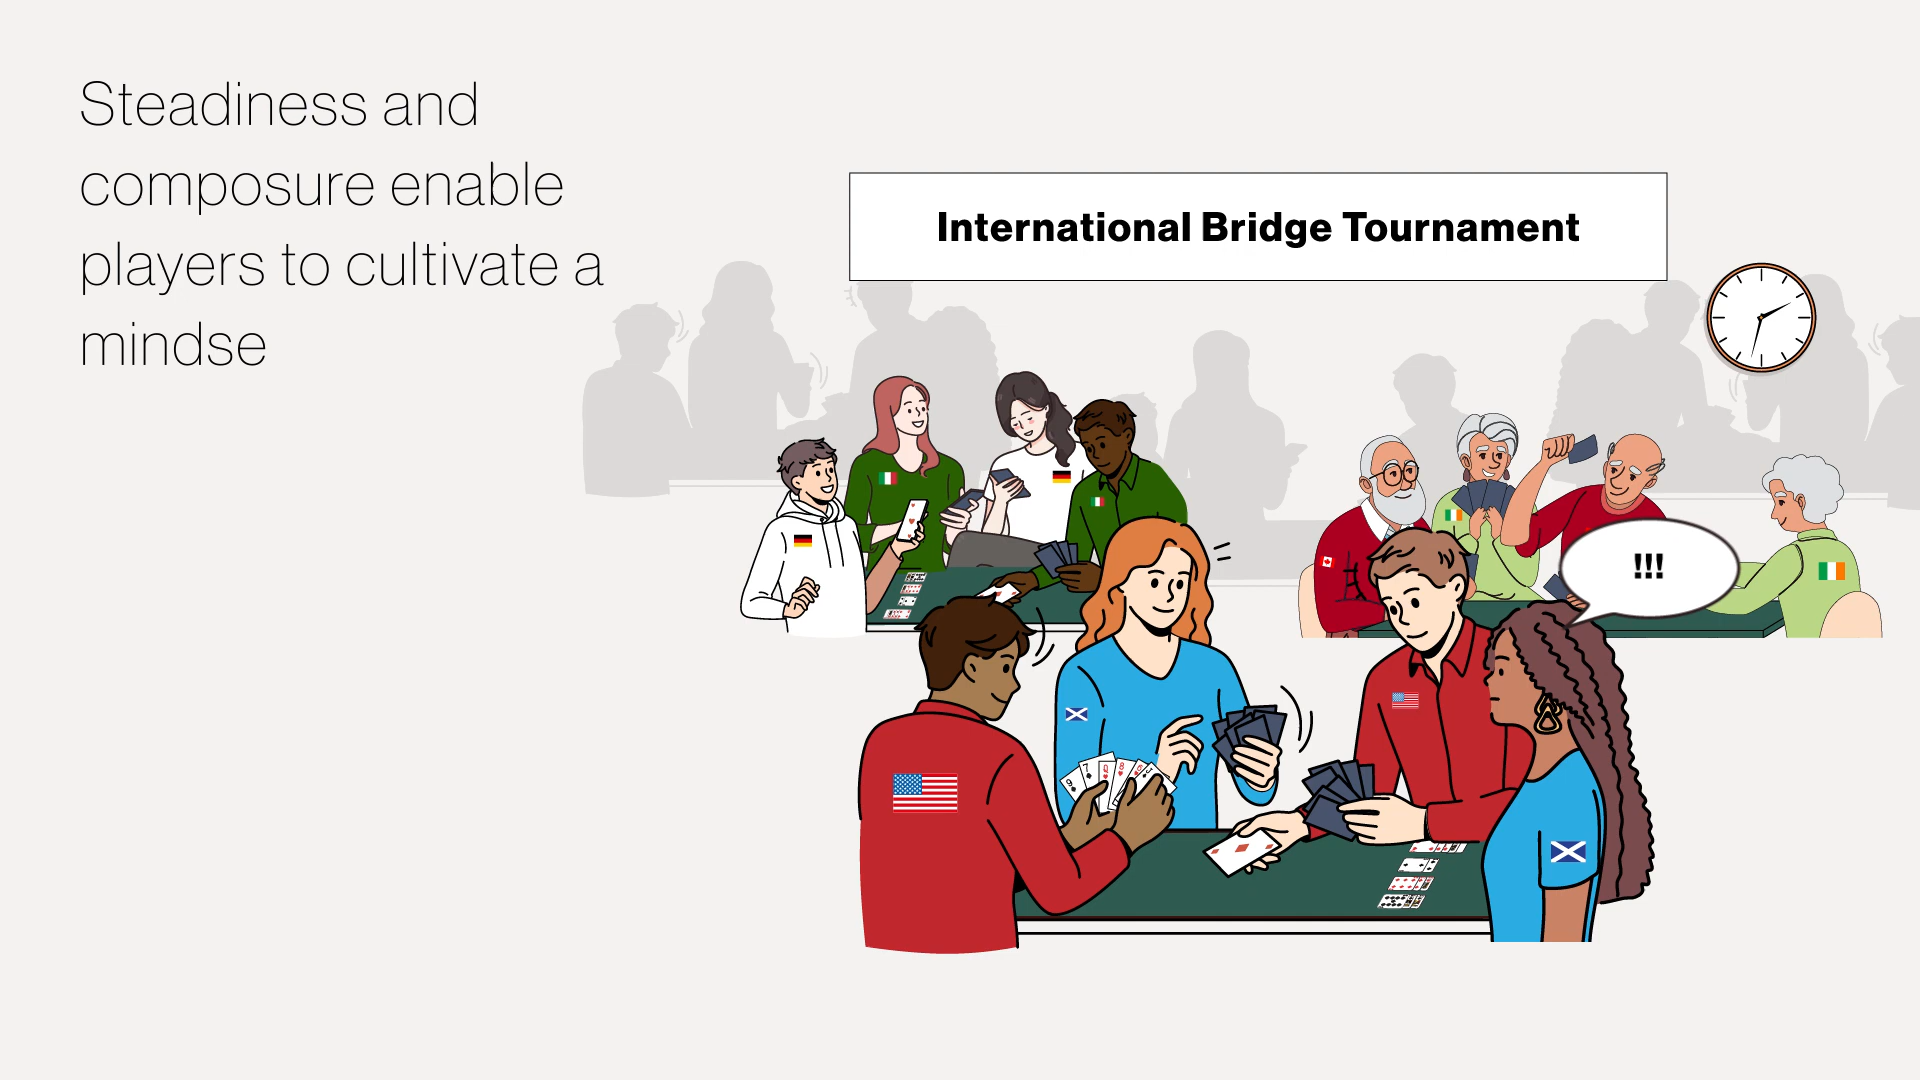 Steadiness and
composure enable
players to cultivate a
mindse
International Bridge Tournament
!!!